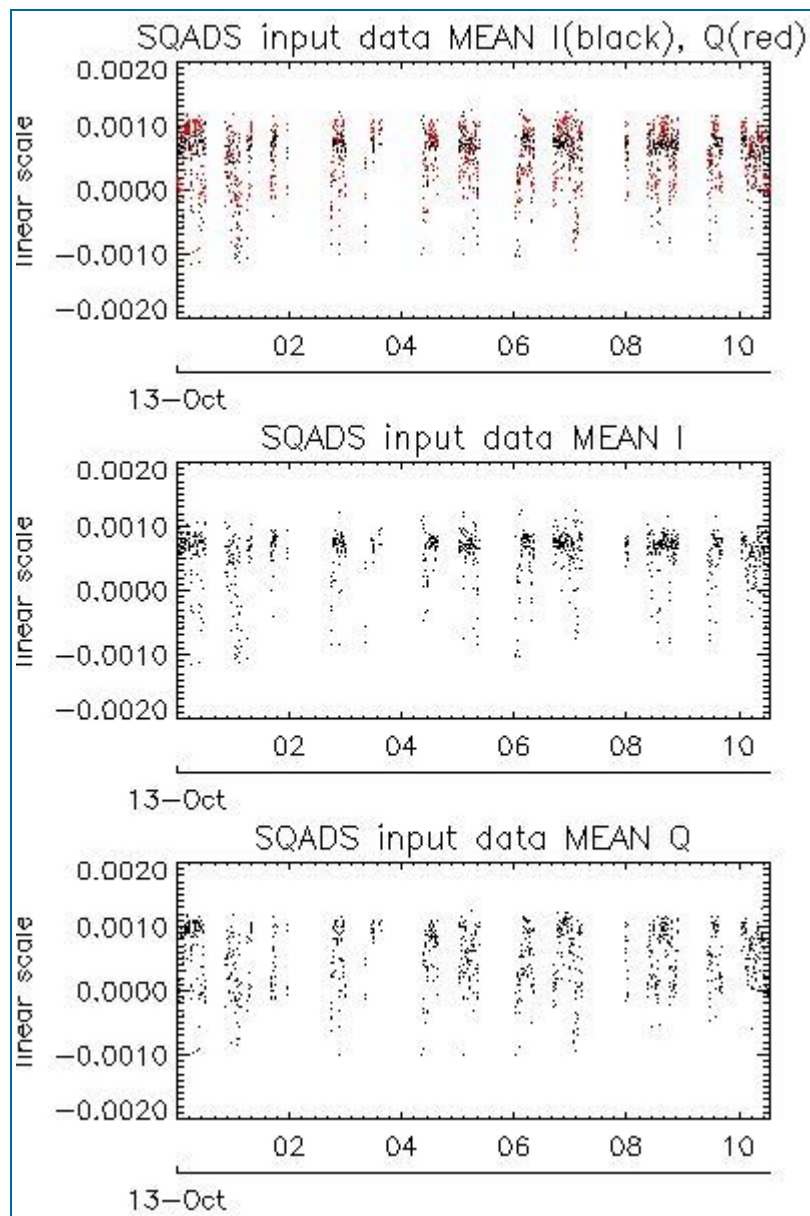 SQADS input data MEAN I(black), Q(red)
0.0020
0.0010
0.0000
−0.0010
−0.0020
linear scale
02 04 06 08 10
13−Oct
SQADS input data MEAN I
0.0020
0.0010
0.0000
−0.0010
−0.0020
linear scale
02 04 06 08 10
13−Oct
SQADS input data MEAN Q
0.0020
0.0010
0.0000
−0.0010
−0.0020
linear scale
02 04 06 08 10
13−Oct